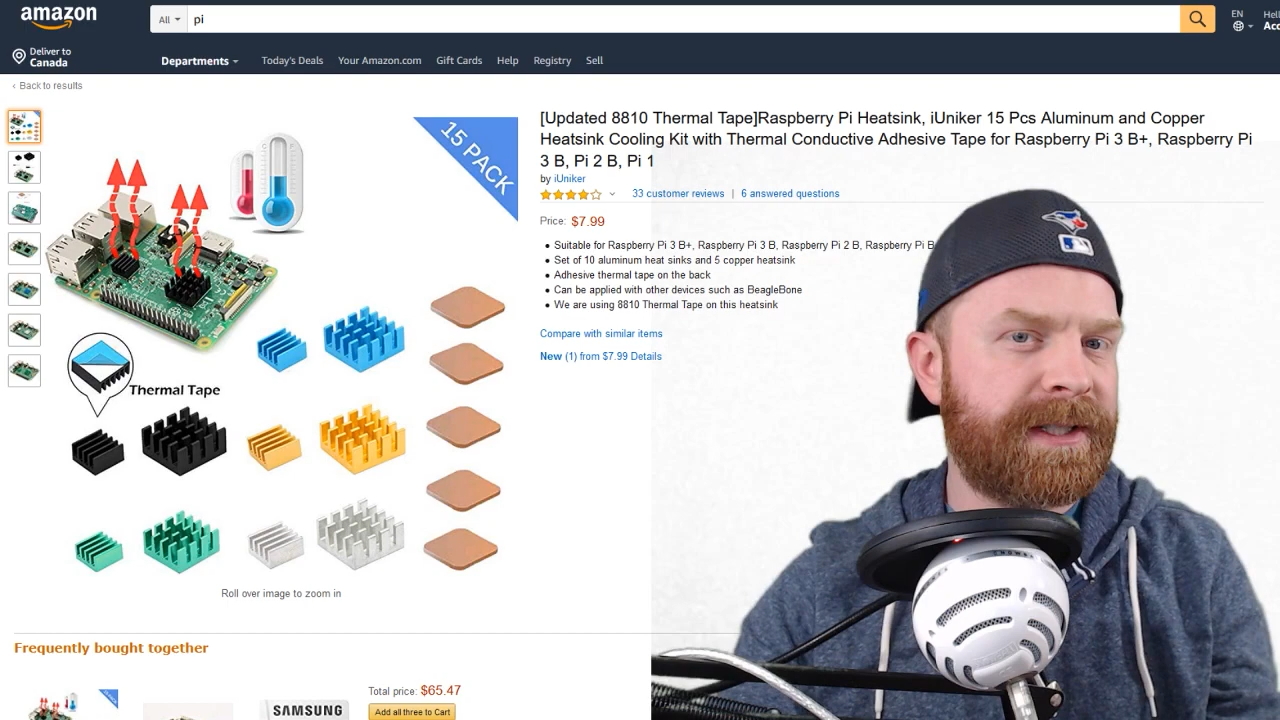 amazon
All
pi
EN
Hel
Acc
Deliver to
Canada
Departments
Today's Deals
Your Amazon.com
Gift Cards
Help
Registry
Sell
‹ Back to results
15 PACK
Thermal Tape
Roll over image to zoom in
[Updated 8810 Thermal Tape]Raspberry Pi Heatsink, iUniker 15 Pcs Aluminum and Copper
Heatsink Cooling Kit with Thermal Conductive Adhesive Tape for Raspberry Pi 3 B+, Raspberry Pi
3 B, Pi 2 B, Pi 1
by iUniker
33 customer reviews | 6 answered questions
Price: $7.99
• Suitable for Raspberry Pi 3 B+, Raspberry Pi 3 B, Raspberry Pi 2 B, Raspberry Pi B
• Set of 10 aluminum heat sinks and 5 copper heatsink
• Adhesive thermal tape on the back
• Can be applied with other devices such as BeagleBone
• We are using 8810 Thermal Tape on this heatsink
Compare with similar items
New (1) from $7.99 Details
Frequently bought together
SAMSUNG
Total price: $65.47
Add all three to Cart